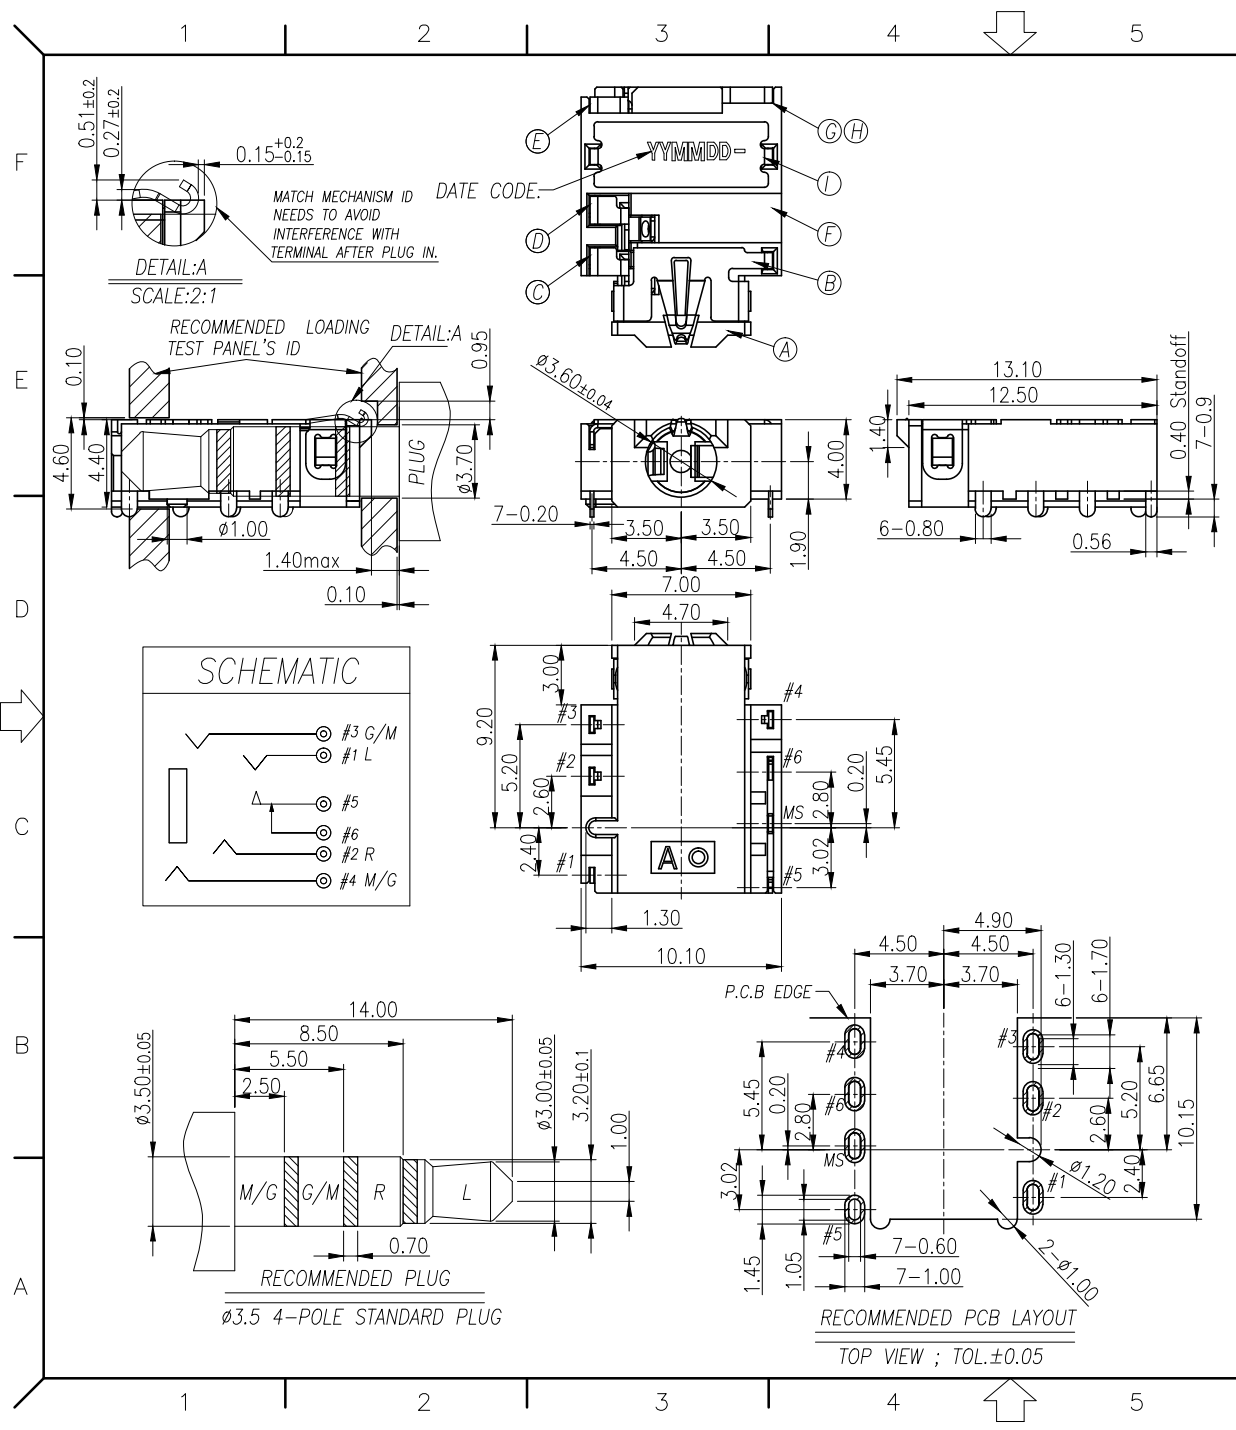 1 2 3 4 5
F
E
D
C
B
A
0.51±0.2
0.27±0.2
0.15+0.2-0.15
MATCH MECHANISM ID
NEEDS TO AVOID
INTERFERENCE WITH
TERMINAL AFTER PLUG IN.
DETAIL:A
SCALE:2:1
DATE CODE.
YYMMDD-
E
G H
I
D
F
C
B
A
RECOMMENDED LOADING
TEST PANEL'S ID
DETAIL:A
0.10
0.95
4.60
4.40
PLUG
ø3.70
ø1.00
1.40max
0.10
ø3.60±0.04
4.00
7-0.20
3.50 3.50
4.50 4.50
1.90
13.10
12.50
1.40
0.40 Standoff
7-0.9
6-0.80
0.56
7.00
4.70
3.00
9.20
5.20
2.60
2.40
#3
#2
#1
#4
#6
MS
#5
2.80
0.20
5.45
3.02
A
1.30
10.10
SCHEMATIC
#3 G/M
#1 L
#5
#6
#2 R
#4 M/G
14.00
8.50
5.50
2.50
ø3.50±0.05
ø3.00±0.05
3.20±0.1
1.00
M/G G/M R L
0.70
RECOMMENDED PLUG
ø3.5 4-POLE STANDARD PLUG
4.90
4.50 4.50
3.70 3.70
P.C.B EDGE
6-1.30
6-1.70
#4
#6
MS
#5
#3
#2
#1
5.45
0.20
2.80
3.02
1.45
1.05
7-0.60
7-1.00
2.60
5.20
6.65
10.15
2.40
ø1.20
2-ø1.00
RECOMMENDED PCB LAYOUT
TOP VIEW ; TOL.±0.05
1 2 3 4 5